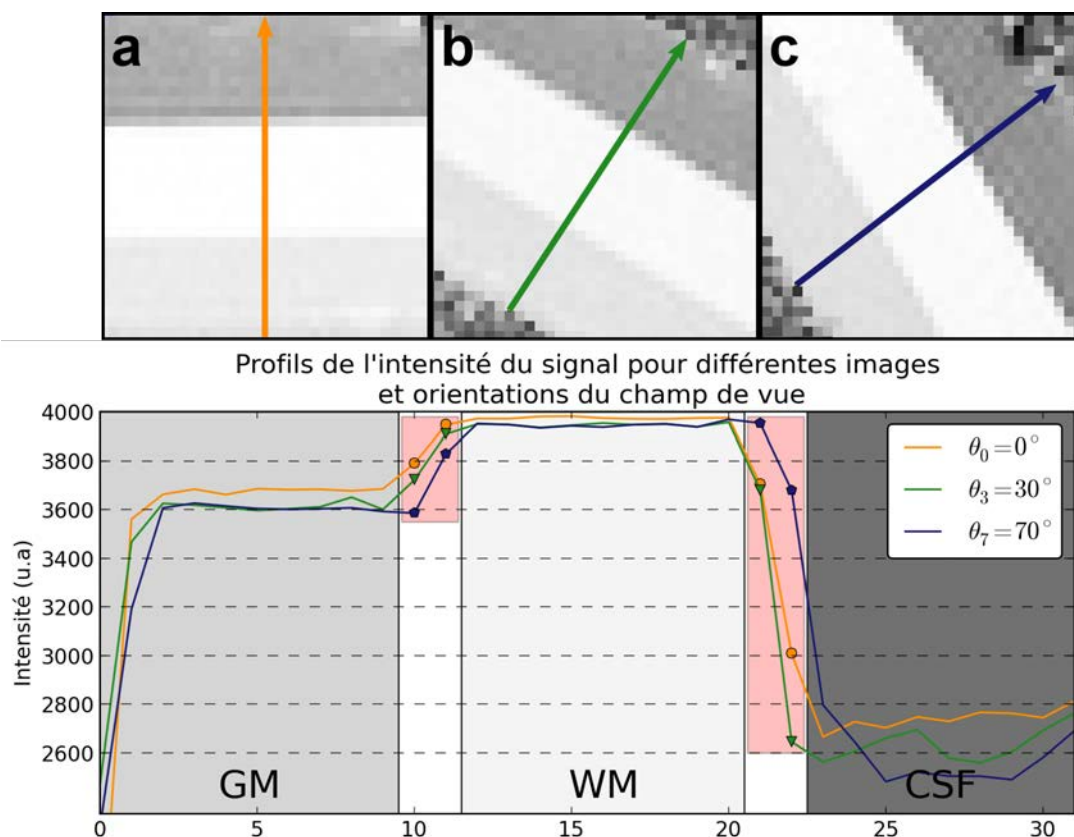 a b c
Profils de l'intensité du signal pour différentes images
et orientations du champ de vue
Intensité (u.a)
4000
3800
3600
3400
3200
3000
2800
2600
θ₀=0°
θ₃=30°
θ₇=70°
GM WM CSF
0 5 10 15 20 25 30